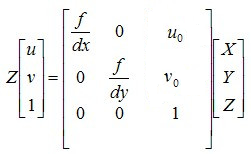 Z [ u v 1 ] = [ f/dx 0 u₀
0 f/dy v₀
0 0 1 ] [ X Y Z ]